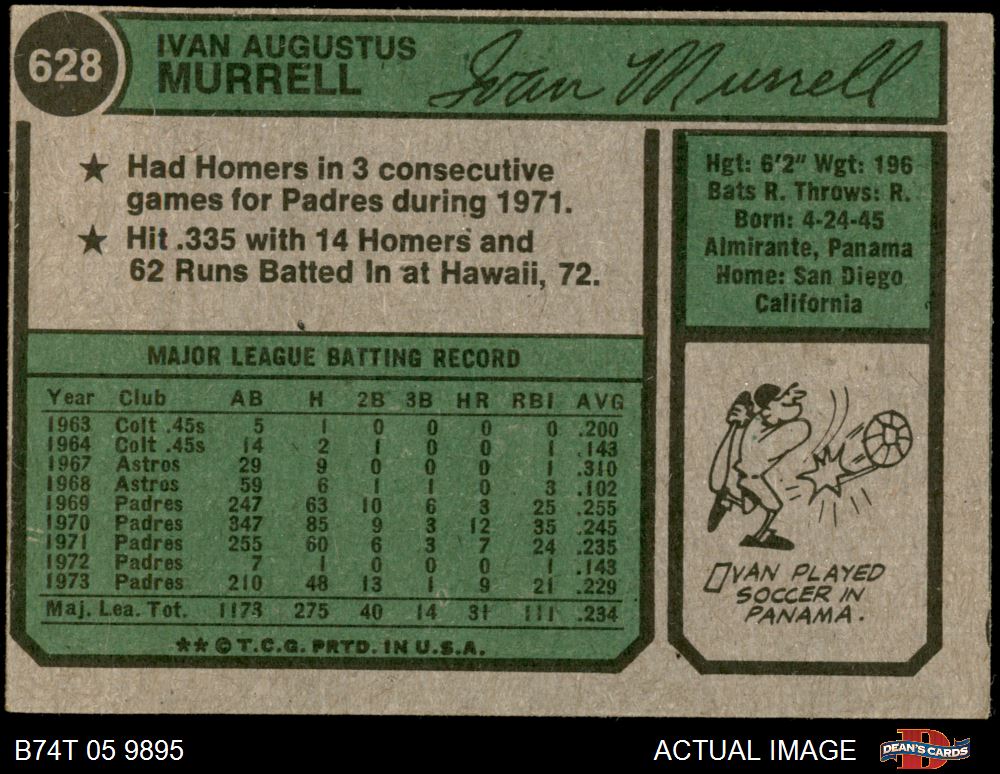 628
IVAN AUGUSTUS
MURRELL
Ivan Murrell
★ Had Homers in 3 consecutive
games for Padres during 1971.
★ Hit .335 with 14 Homers and
62 Runs Batted In at Hawaii, 72.
Hgt: 6'2" Wgt: 196
Bats R. Throws: R.
Born: 4-24-45
Almirante, Panama
Home: San Diego
California
MAJOR LEAGUE BATTING RECORD
Year Club AB H 2B 3B HR RBI AVG
1963 Colt .45s 5 1 0 0 0 0 .200
1964 Colt .45s 14 2 1 0 0 1 .143
1967 Astros 29 9 0 0 0 1 .310
1968 Astros 59 6 1 1 0 3 .102
1969 Padres 247 63 10 6 3 25 .255
1970 Padres 347 85 9 3 12 35 .245
1971 Padres 255 60 6 3 7 24 .235
1972 Padres 7 1 0 0 0 1 .143
1973 Padres 210 48 13 1 9 21 .229
Maj. Lea. Tot. 1173 275 40 14 31 111 .234
** © T.C.G. PRTD. IN U.S.A.
IVAN PLAYED
SOCCER IN
PANAMA.
B74T 05 9895
ACTUAL IMAGE
DEAN'S CARDS